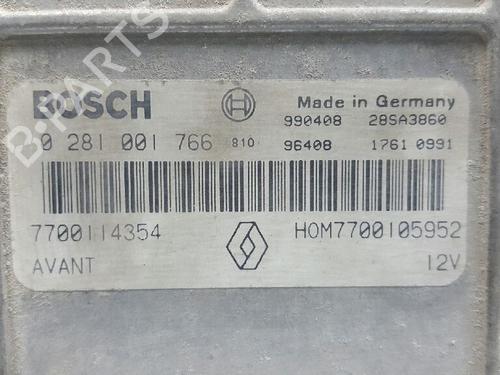 B-PARTS
BOSCH Made in Germany
990408 28SA3860
0 281 001 766 810 96408 1761 0991
7700114354 HOM7700105952
AVANT 12V